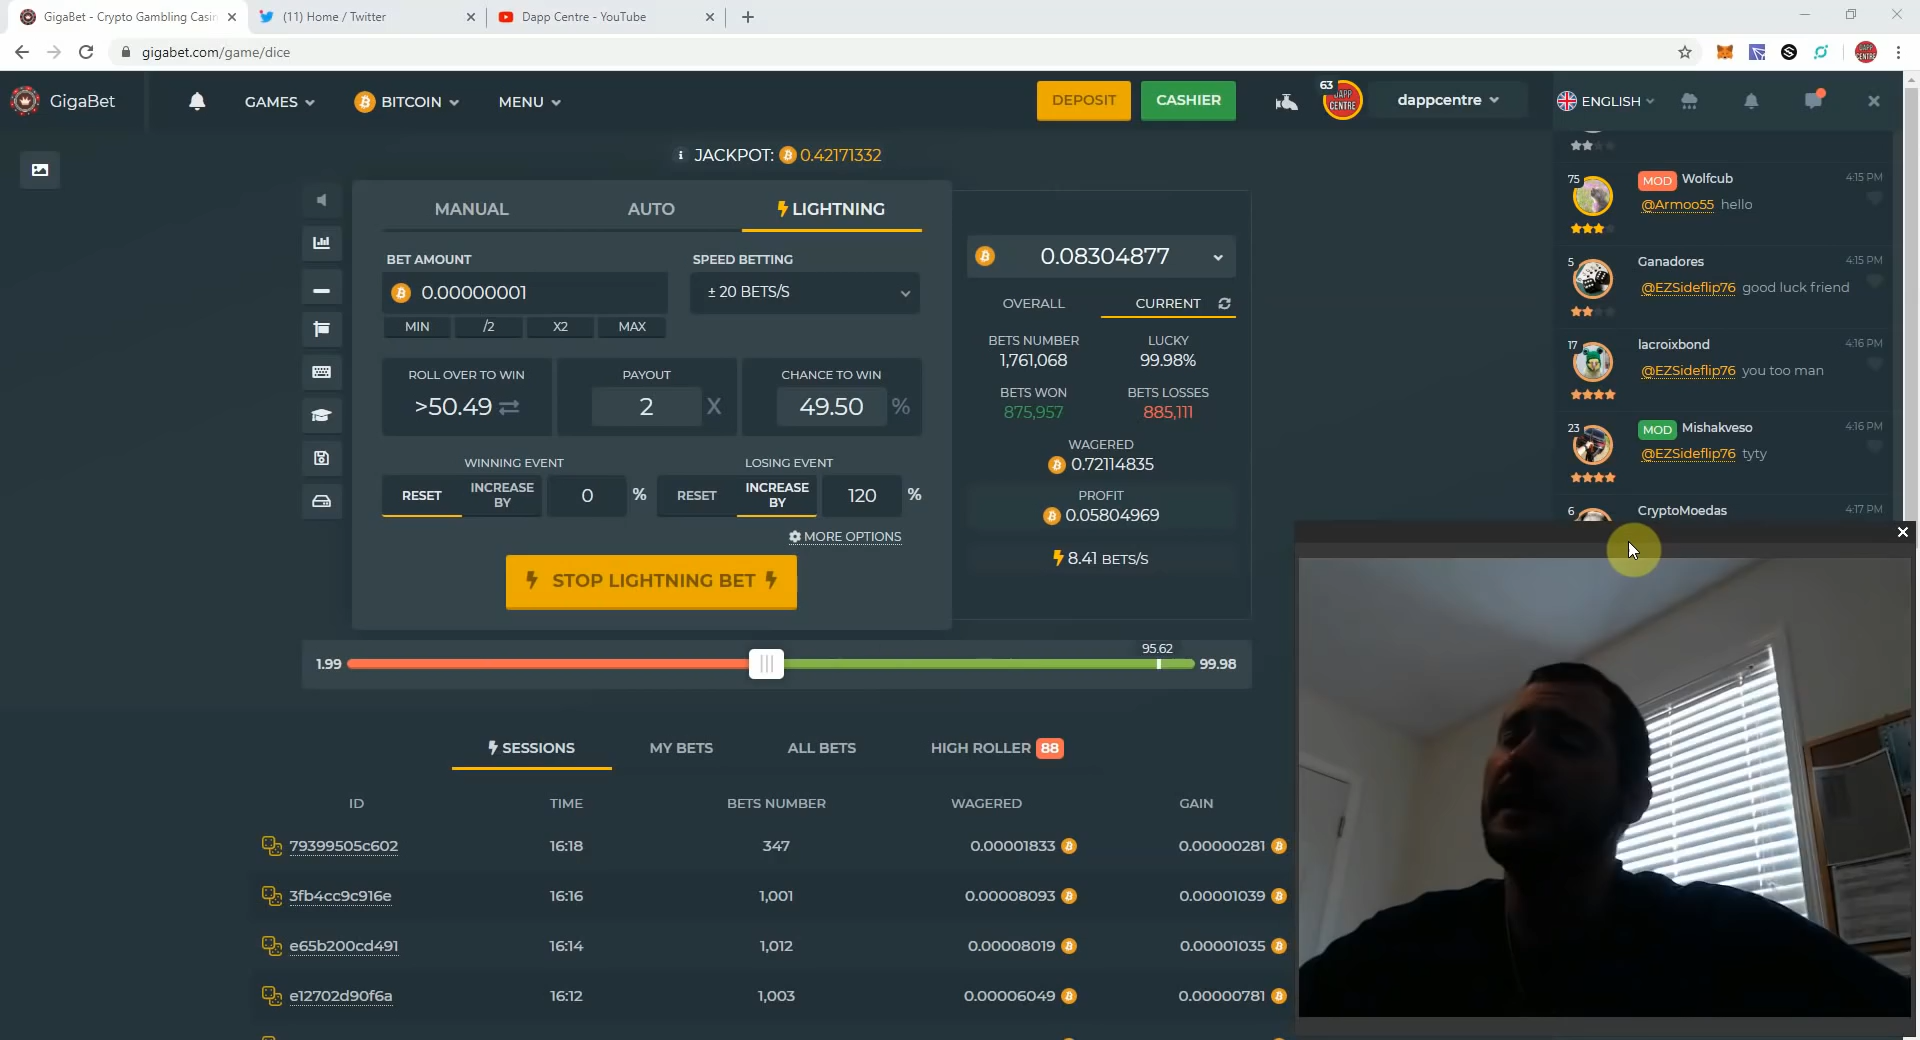 GigaBet - Crypto Gambling Casin
(11) Home / Twitter
Dapp Centre - YouTube
gigabet.com/game/dice
GigaBet
GAMES
BITCOIN
MENU
DEPOSIT
CASHIER
63
DAPP CENTRE
dappcentre
ENGLISH
JACKPOT: 0.42171332
MANUAL
AUTO
LIGHTNING
BET AMOUNT
SPEED BETTING
0.00000001
± 20 BETS/S
MIN
/2
X2
MAX
ROLL OVER TO WIN
PAYOUT
CHANCE TO WIN
>50.49
2
X
49.50
%
WINNING EVENT
LOSING EVENT
RESET
INCREASE BY
0
%
RESET
INCREASE BY
120
%
MORE OPTIONS
STOP LIGHTNING BET
0.08304877
OVERALL
CURRENT
BETS NUMBER
LUCKY
1,761,068
99.98%
BETS WON
BETS LOSSES
875,957
885,111
WAGERED
0.72114835
PROFIT
0.05804969
8.41 BETS/S
75
MOD
Wolfcub
4:15 PM
@Armoo55 hello
5
Ganadores
4:15 PM
@EZSideflip76 good luck friend
17
lacroixbond
4:16 PM
@EZSideflip76 you too man
23
MOD
Mishakveso
4:16 PM
@EZSideflip76 tyty
6
CryptoMoedas
4:17 PM
95.62
1.99
99.98
SESSIONS
MY BETS
ALL BETS
HIGH ROLLER 88
ID
TIME
BETS NUMBER
WAGERED
GAIN
79399505c602
16:18
347
0.00001833
0.00000281
3fb4cc9c916e
16:16
1,001
0.00008093
0.00001039
e65b200cd491
16:14
1,012
0.00008019
0.00001035
e12702d90f6a
16:12
1,003
0.00006049
0.00000781